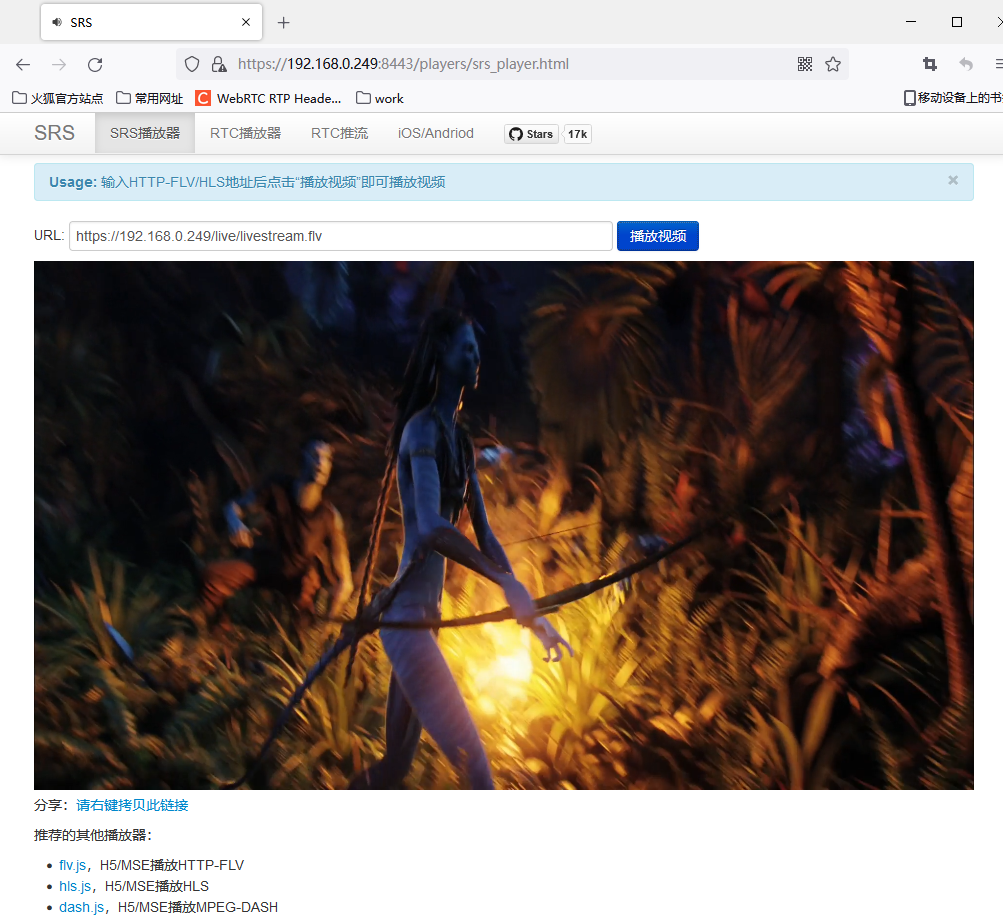 SRS
https://192.168.0.249:8443/players/srs_player.html
火狐官方站点 常用网址 WebRTC RTP Heade... work 移动设备上的书
SRS SRS播放器 RTC播放器 RTC推流 iOS/Andriod Stars 17k
Usage: 输入HTTP-FLV/HLS地址后点击“播放视频”即可播放视频
URL: https://192.168.0.249/live/livestream.flv 播放视频
分享：请右键拷贝此链接
推荐的其他播放器：
flv.js，H5/MSE播放HTTP-FLV
hls.js，H5/MSE播放HLS
dash.js，H5/MSE播放MPEG-DASH